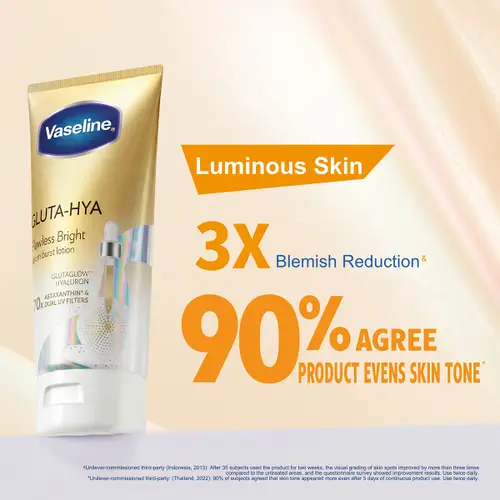 Vaseline®
GLUTA-HYA
Flawless Bright
serum burst lotion
GLUTAGLOW™
HYALURON
ASTAXANTHIN* &
70x DUAL UV FILTERS
Luminous Skin
3X Blemish Reduction&
90% AGREE
PRODUCT EVENS SKIN TONE*
Unilever-commissioned third-party (Indonesia, 2013): After 35 subjects used the product for two weeks, the visual grading of skin spots improved by more than three times
compared to the untreated areas, and the questionnaire survey showed improvement results. Use twice daily.
*Unilever-commissioned third-party: (Thailand, 2022): 90% of subjects agreed that skin tone appeared more even after 5 days of continuous product use. Use twice daily.